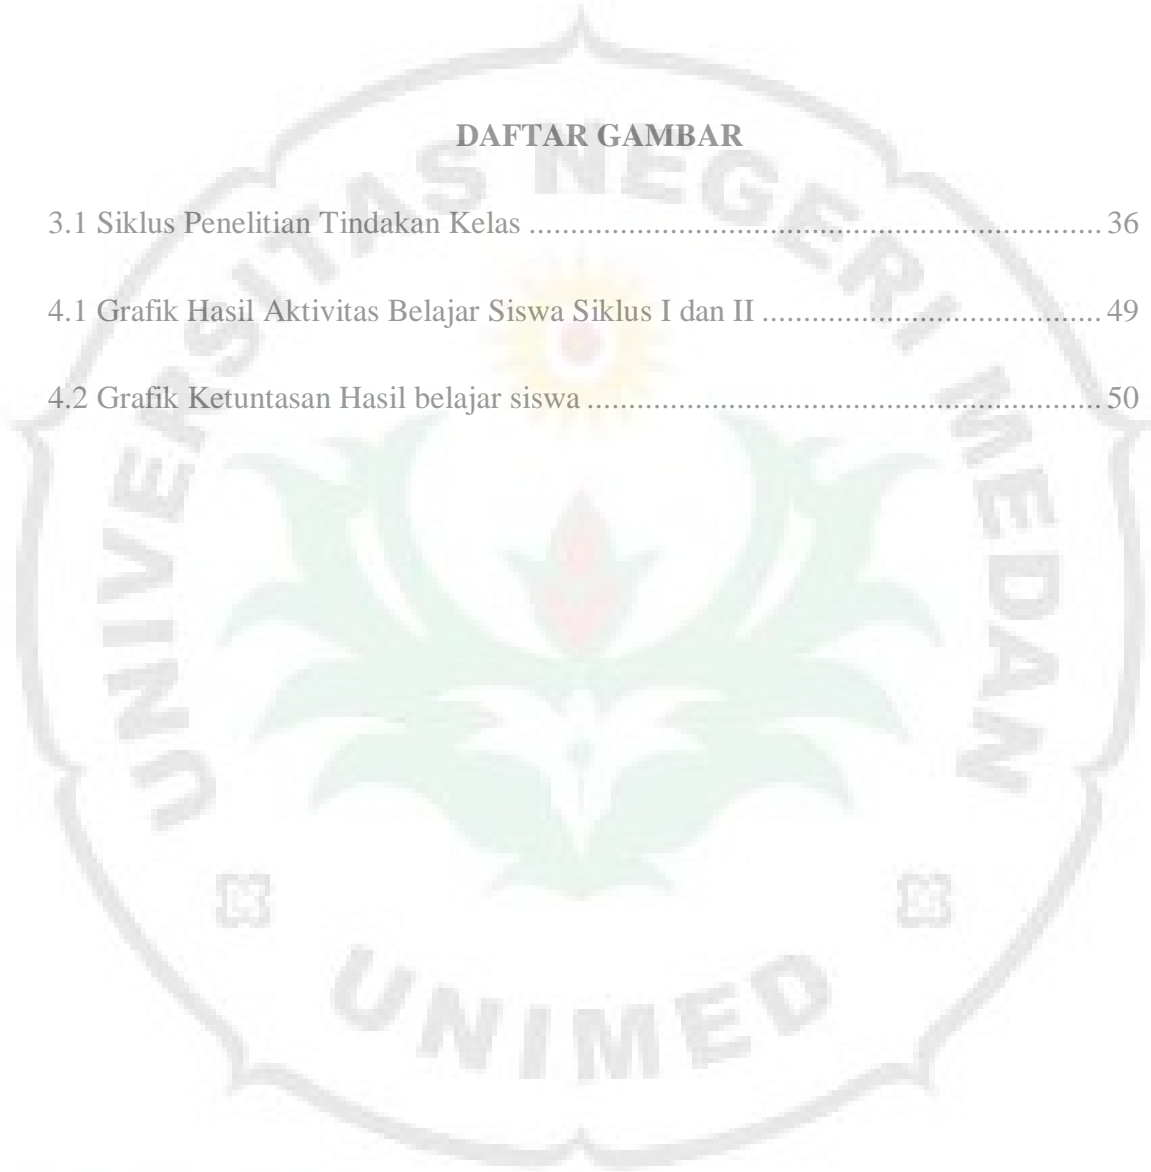 DAFTAR GAMBAR
3.1 Siklus Penelitian Tindakan Kelas ...................................................................... 36
4.1 Grafik Hasil Aktivitas Belajar Siswa Siklus I dan II ......................................... 49
4.2 Grafik Ketuntasan Hasil belajar siswa ............................................................... 50
UNIVERSITAS NEGERI MEDAN
UNIMED